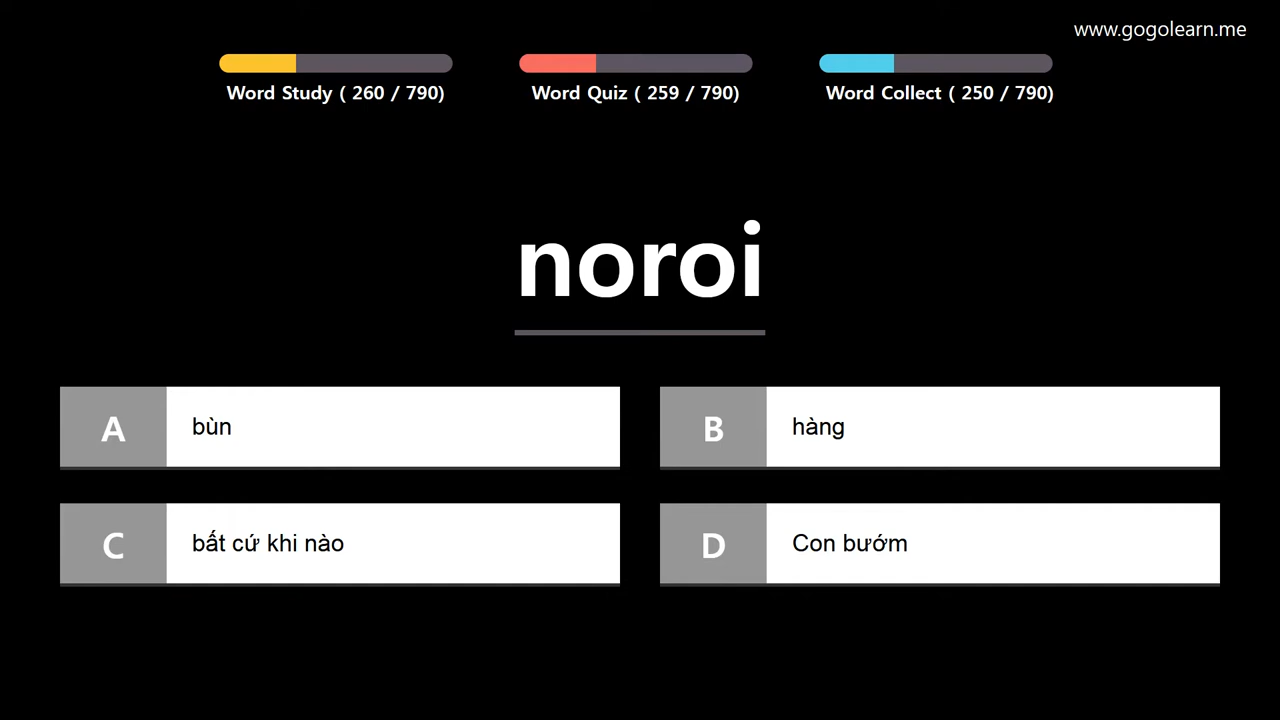 www.gogolearn.me
Word Study ( 260 / 790)
Word Quiz ( 259 / 790)
Word Collect ( 250 / 790)
noroi
A bùn
B hàng
C bất cứ khi nào
D Con bướm